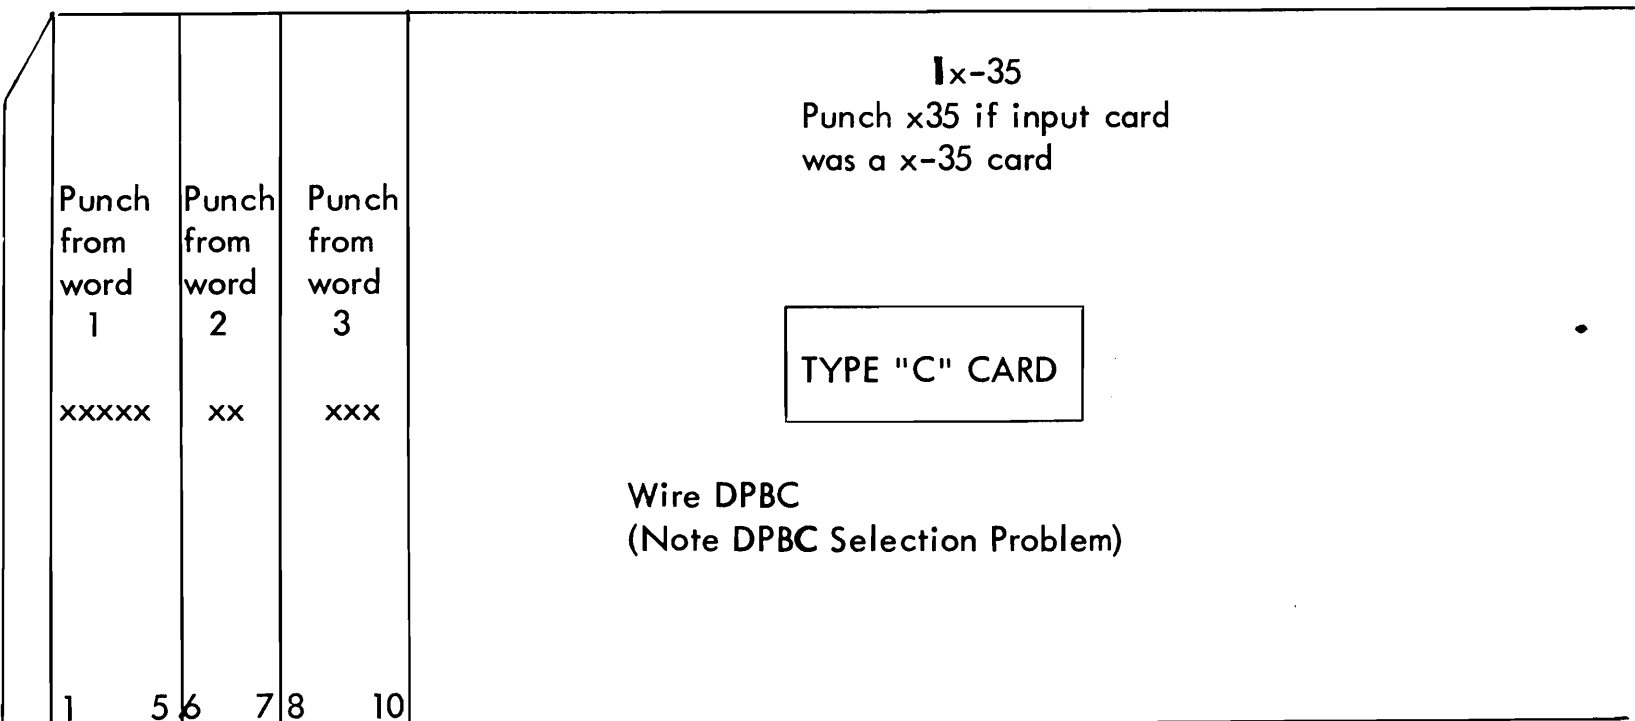 x-35
Punch x35 if input card
was a x-35 card
Punch Punch Punch
from from from
word word word
1 2 3
TYPE "C" CARD
xxxxx xx xxx
Wire DPBC
(Note DPBC Selection Problem)
1 5 6 7 8 10